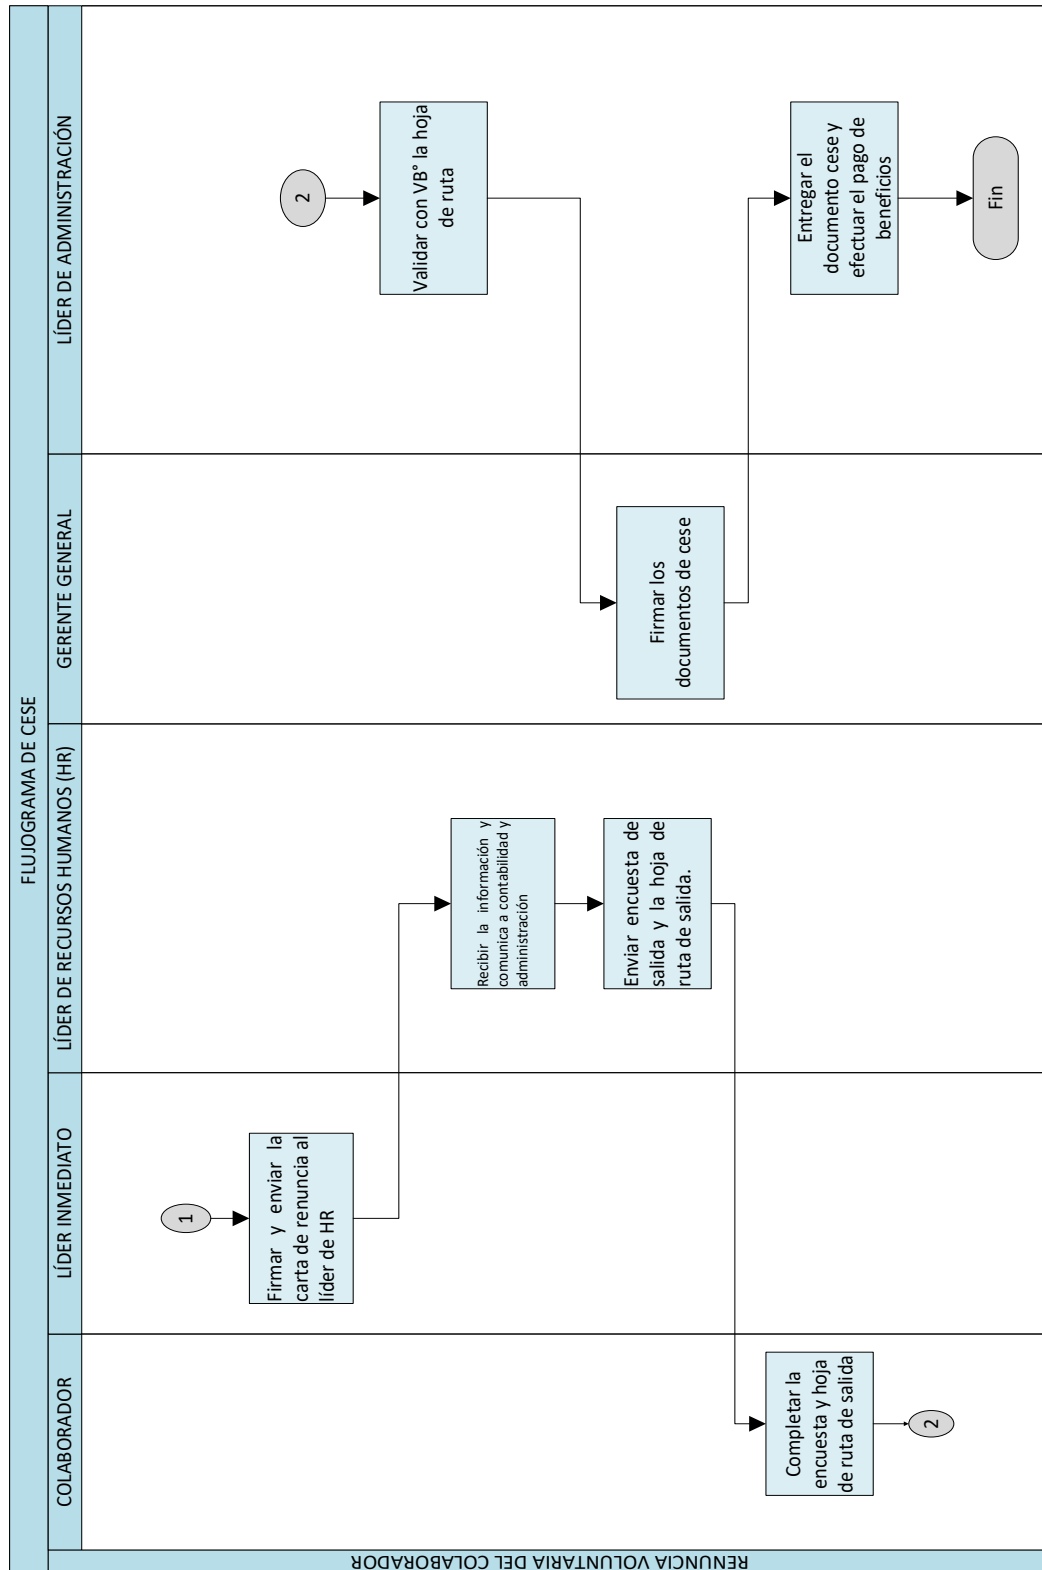 FLUJOGRAMA DE CESE
COLABORADOR
LÍDER INMEDIATO
LÍDER DE RECURSOS HUMANOS (HR)
GERENTE GENERAL
LÍDER DE ADMINISTRACIÓN
RENUNCIA VOLUNTARIA DEL COLABORADOR
1
Firmar y enviar la
carta de renuncia al
líder de HR
Recibir la información y
comunica a contabilidad y
administración
Enviar encuesta de
salida y la hoja de
ruta de salida.
Completar la
encuesta y hoja
de ruta de salida
2
2
Validar con VB° la hoja
de ruta
Firmar los
documentos de cese
Entregar el
documento cese y
efectuar el pago de
beneficios
Fin